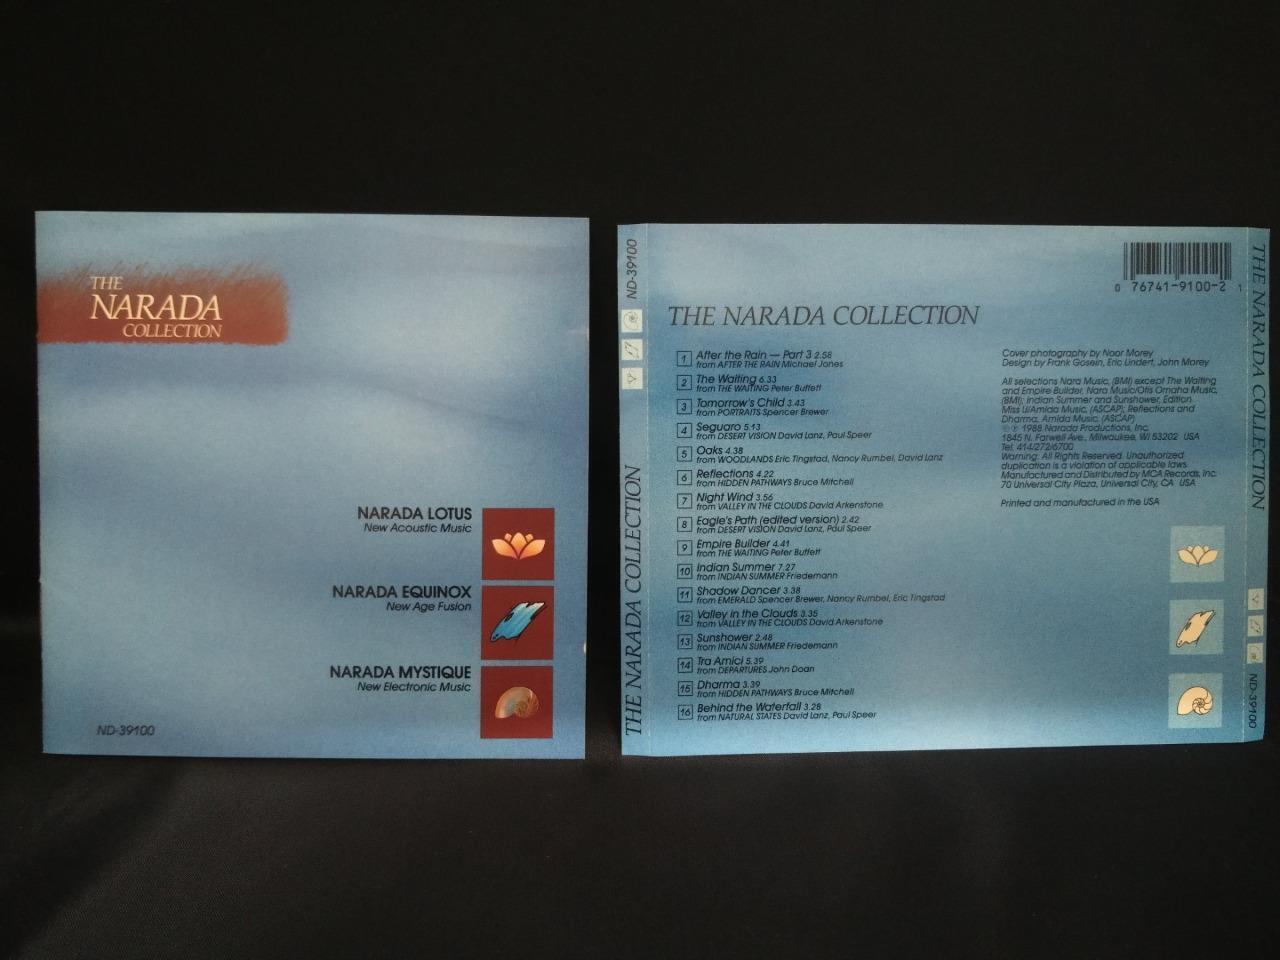 THE
NARADA
COLLECTION
NARADA LOTUS
New Acoustic Music
NARADA EQUINOX
New Age Fusion
NARADA MYSTIQUE
New Electronic Music
ND-39100
ND-39100
THE NARADA COLLECTION
THE NARADA COLLECTION
1 After the Rain — Part 3 2.58
from AFTER THE RAIN Michael Jones
2 The Waiting 6.33
from THE WAITING Peter Buffett
3 Tomorrow's Child 3.43
from PORTRAITS Spencer Brewer
4 Seguaro 5.13
from DESERT VISION David Lanz, Paul Speer
5 Oaks 4.38
from WOODLANDS Eric Tingstad, Nancy Rumbel, David Lanz
6 Reflections 4.22
from HIDDEN PATHWAYS Bruce Mitchell
7 Night Wind 3.56
from VALLEY IN THE CLOUDS David Arkenstone
8 Eagle's Path (edited version) 2.42
from DESERT VISION David Lanz, Paul Speer
9 Empire Builder 4.41
from THE WAITING Peter Buffett
10 Indian Summer 7.27
from INDIAN SUMMER Friedemann
11 Shadow Dancer 3.38
from EMERALD Spencer Brewer, Nancy Rumbel, Eric Tingstad
12 Valley in the Clouds 3.35
from VALLEY IN THE CLOUDS David Arkenstone
13 Sunshower 2.48
from INDIAN SUMMER Friedemann
14 Tra Amici 5.39
from DEPARTURES John Doan
15 Dharma 3.39
from HIDDEN PATHWAYS Bruce Mitchell
16 Behind the Waterfall 3.28
from NATURAL STATES David Lanz, Paul Speer
0 76741-9100-2 1
Cover photography by Noor Morey
Design by Frank Gosein, Eric Lindert, John Morey
All selections Nara Music, (BMI) except The Waiting
and Empire Builder, Nara Music/Otis Omaha Music,
(BMI); Indian Summer and Sunshower, Edition
Miss U/Amida Music, (ASCAP); Reflections and
Dharma, Amida Music, (ASCAP)
© ℗ 1988 Narada Productions, Inc.
1845 N. Farwell Ave., Milwaukee, WI 53202 USA
Tel. 414/272/6700
Warning: All Rights Reserved. Unauthorized
duplication is a violation of applicable laws.
Manufactured and Distributed by MCA Records, Inc.
70 Universal City Plaza, Universal City, CA USA
Printed and manufactured in the USA
THE NARADA COLLECTION
ND-39100